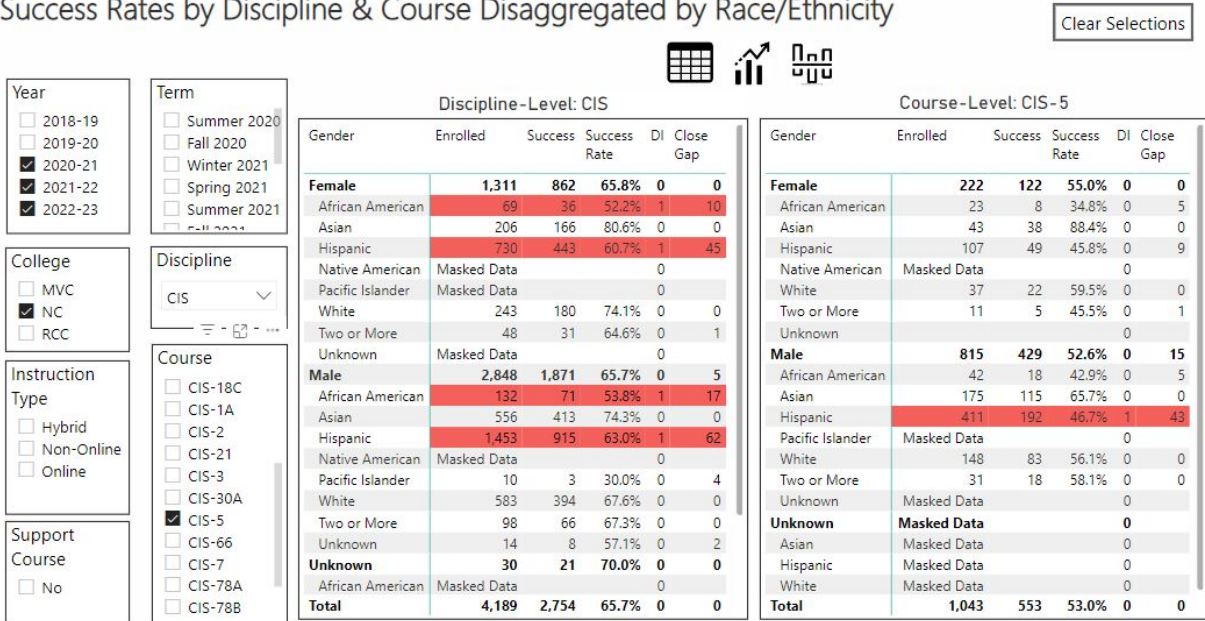 Success Rates by Discipline & Course Disaggregated by Race/Ethnicity
Clear Selections
Year
2018-19
2019-20
2020-21
2021-22
2022-23
Term
Summer 2020
Fall 2020
Winter 2021
Spring 2021
Summer 2021
Fall 2021
College
MVC
NC
RCC
Discipline
CIS
Instruction
Type
Hybrid
Non-Online
Online
Support
Course
No
Course
CIS-18C
CIS-1A
CIS-2
CIS-21
CIS-3
CIS-30A
CIS-5
CIS-66
CIS-7
CIS-78A
CIS-78B
Discipline-Level: CIS
Gender Enrolled Success Success Rate DI Close Gap
Female 1,311 862 65.8% 0 0
African American 69 36 52.2% 1 10
Asian 206 166 80.6% 0 0
Hispanic 730 443 60.7% 1 45
Native American Masked Data 0
Pacific Islander Masked Data 0
White 243 180 74.1% 0 0
Two or More 48 31 64.6% 0 1
Unknown Masked Data 0
Male 2,848 1,871 65.7% 0 5
African American 132 71 53.8% 1 17
Asian 556 413 74.3% 0 0
Hispanic 1,453 915 63.0% 1 62
Native American Masked Data 0
Pacific Islander 10 3 30.0% 0 4
White 583 394 67.6% 0 0
Two or More 98 66 67.3% 0 0
Unknown 14 8 57.1% 0 2
Unknown 30 21 70.0% 0 0
African American Masked Data 0
Total 4,189 2,754 65.7% 0 0
Course-Level: CIS-5
Gender Enrolled Success Success Rate DI Close Gap
Female 222 122 55.0% 0 0
African American 23 8 34.8% 0 5
Asian 43 38 88.4% 0 0
Hispanic 107 49 45.8% 0 9
Native American Masked Data 0
White 37 22 59.5% 0 0
Two or More 11 5 45.5% 0 1
Unknown 0
Male 815 429 52.6% 0 15
African American 42 18 42.9% 0 5
Asian 175 115 65.7% 0 0
Hispanic 411 192 46.7% 1 43
Pacific Islander Masked Data 0
White 148 83 56.1% 0 0
Two or More 31 18 58.1% 0 0
Unknown Masked Data 0
Unknown Masked Data 0
Asian Masked Data 0
Hispanic Masked Data 0
White Masked Data 0
Total 1,043 553 53.0% 0 0